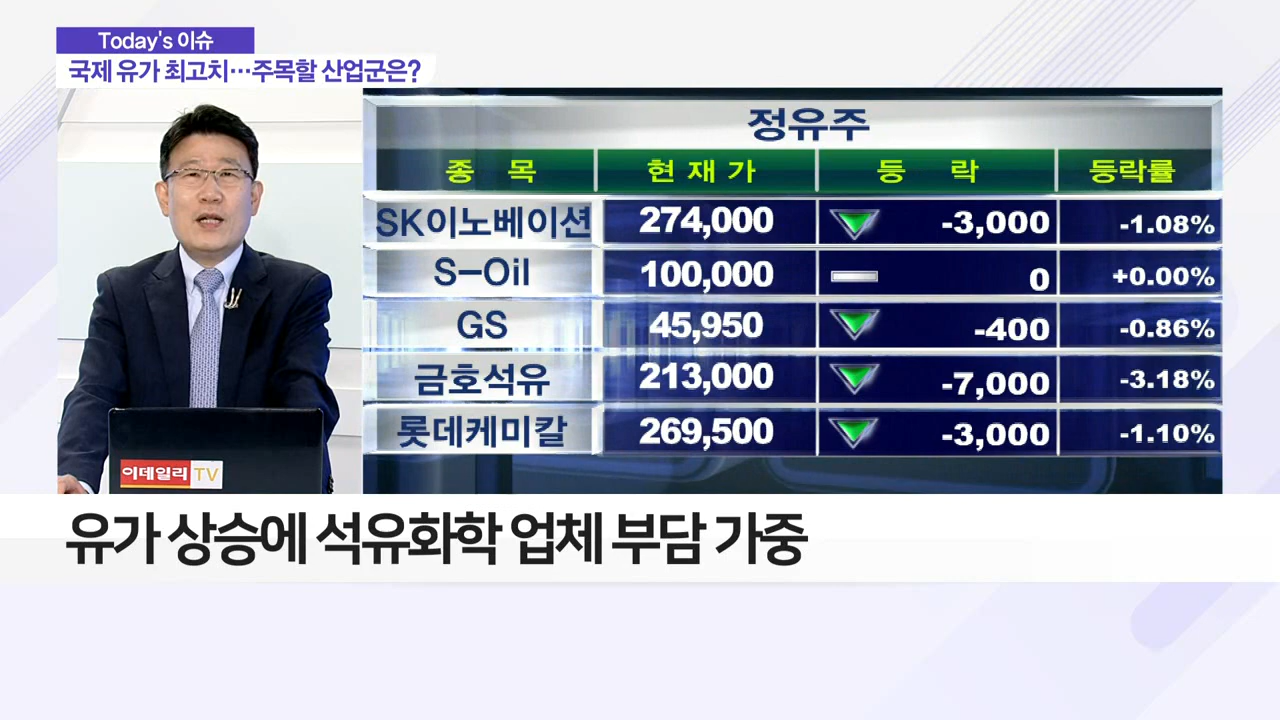 Today's 이슈
국제 유가 최고치…주목할 산업군은?
정유주
종 목 현 재 가 등 락 등락률
SK이노베이션 274,000 -3,000 -1.08%
S-Oil 100,000 0 +0.00%
GS 45,950 -400 -0.86%
금호석유 213,000 -7,000 -3.18%
롯데케미칼 269,500 -3,000 -1.10%
이데일리 TV
유가 상승에 석유화학 업체 부담 가중